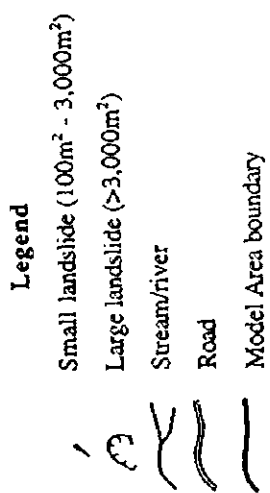 Legend
Small landslide (100m² - 3,000m²)
Large landslide (>3,000m²)
Stream/river
Road
Model Area boundary